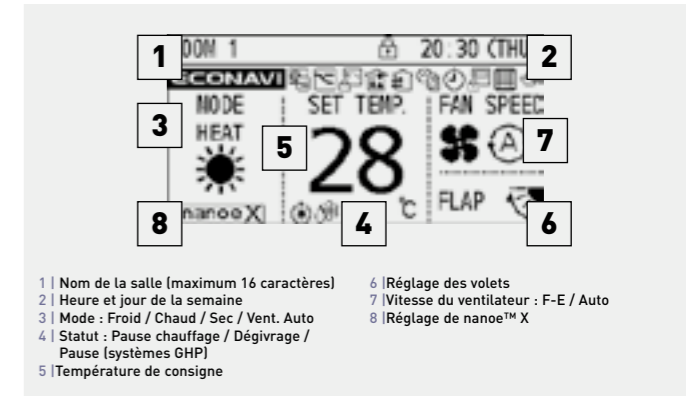 1 OOM 1 20:30 (THU 2
ECONAVI
MODE SET TEMP. FAN SPEED
3 HEAT 5 28 A 7
°C FLAP
8 nanoe X 4 6
1 | Nom de la salle (maximum 16 caractères)
2 | Heure et jour de la semaine
3 | Mode : Froid / Chaud / Sec / Vent. Auto
4 | Statut : Pause chauffage / Dégivrage /
Pause (systèmes GHP)
5 |Température de consigne
6 |Réglage des volets
7 |Vitesse du ventilateur : F-E / Auto
8 |Réglage de nanoe™ X